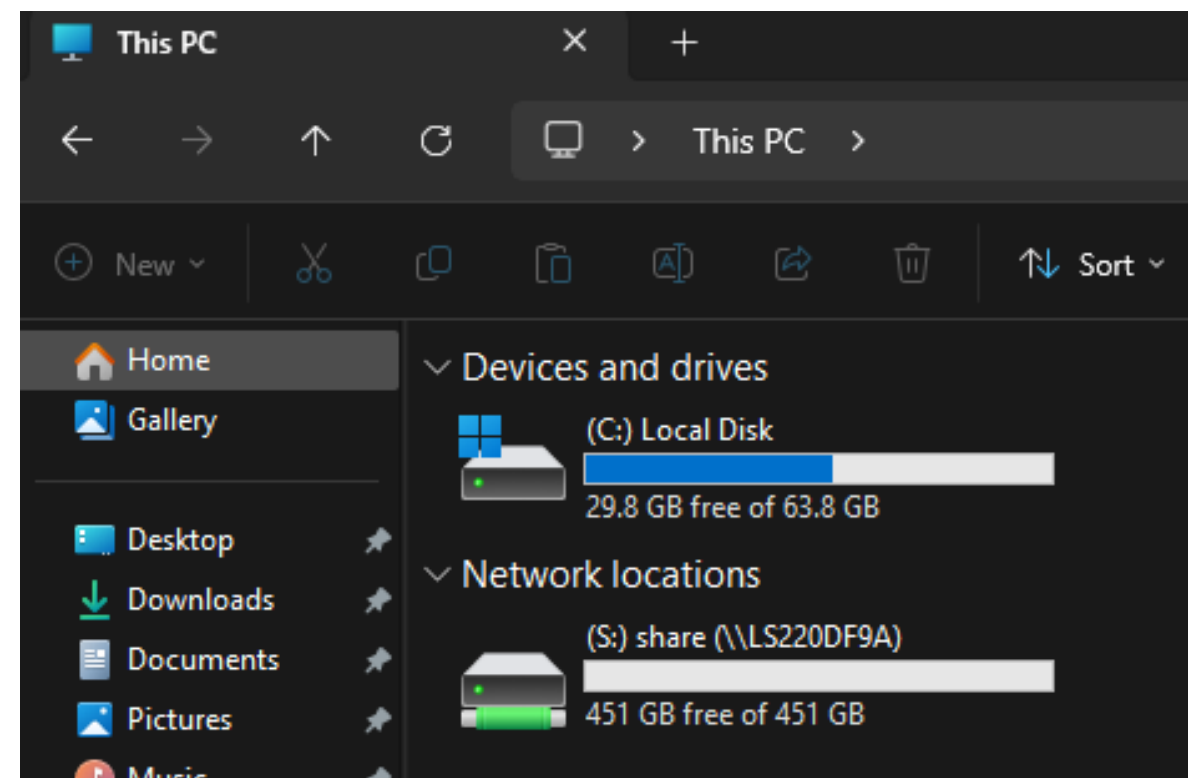 This PC
This PC
New
Sort
Home
Gallery
Desktop
Downloads
Documents
Pictures
Music
Devices and drives
(C:) Local Disk
29.8 GB free of 63.8 GB
Network locations
(S:) share (\\LS220DF9A)
451 GB free of 451 GB